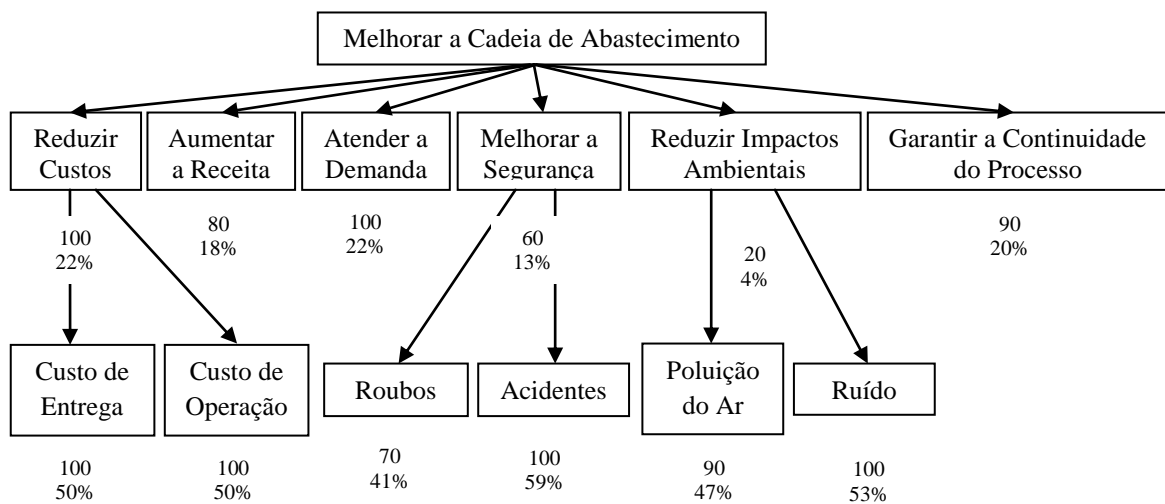 Melhorar a Cadeia de Abastecimento
Reduzir
Custos
Aumentar
a Receita
Atender a
Demanda
Melhorar a
Segurança
Reduzir Impactos
Ambientais
Garantir a Continuidade
do Processo
100
22%
80
18%
100
22%
60
13%
20
4%
90
20%
Custo de
Entrega
Custo de
Operação
Roubos
Acidentes
Poluição
do Ar
Ruído
100
50%
100
50%
70
41%
100
59%
90
47%
100
53%